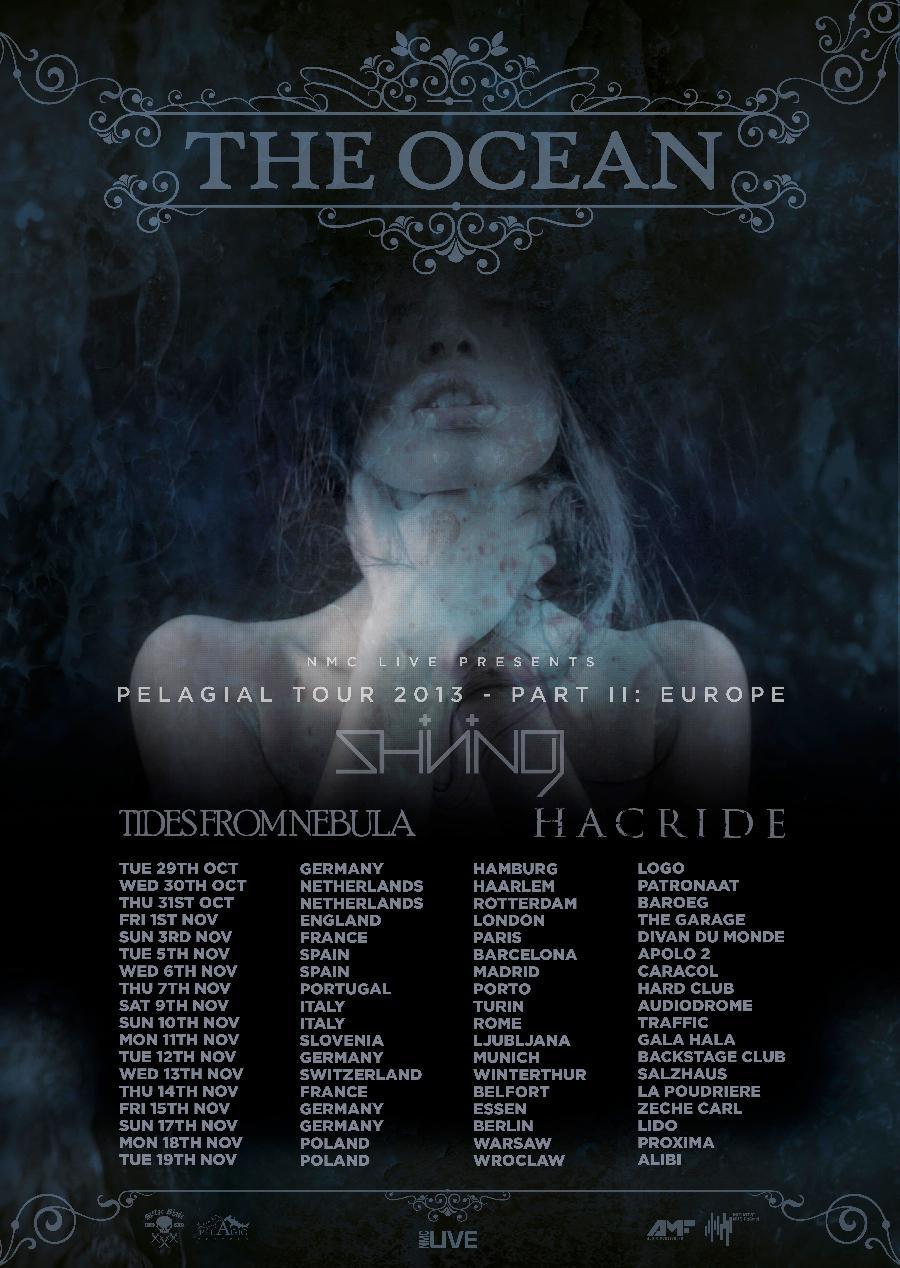 THE OCEAN
NMC LIVE PRESENTS
PELAGIAL TOUR 2013 - PART II: EUROPE
SHINING
TIDES FROM NEBULA HACRIDE
TUE 29TH OCT GERMANY HAMBURG LOGO
WED 30TH OCT NETHERLANDS HAARLEM PATRONAAT
THU 31ST OCT NETHERLANDS ROTTERDAM BAROEG
FRI 1ST NOV ENGLAND LONDON THE GARAGE
SUN 3RD NOV FRANCE PARIS DIVAN DU MONDE
TUE 5TH NOV SPAIN BARCELONA APOLO 2
WED 6TH NOV SPAIN MADRID CARACOL
THU 7TH NOV PORTUGAL PORTO HARD CLUB
SAT 9TH NOV ITALY TURIN AUDIODROME
SUN 10TH NOV ITALY ROME TRAFFIC
MON 11TH NOV SLOVENIA LJUBLJANA GALA HALA
TUE 12TH NOV GERMANY MUNICH BACKSTAGE CLUB
WED 13TH NOV SWITZERLAND WINTERTHUR SALZHAUS
THU 14TH NOV FRANCE BELFORT LA POUDRIERE
FRI 15TH NOV GERMANY ESSEN ZECHE CARL
SUN 17TH NOV GERMANY BERLIN LIDO
MON 18TH NOV POLAND WARSAW PROXIMA
TUE 19TH NOV POLAND WROCLAW ALIBI
PELAGIC
NMC LIVE
AMF